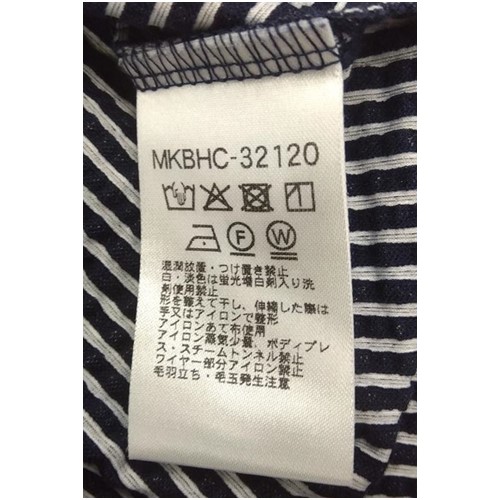 MKBHC-32120
F W
湿潤放置・つけ置き禁止
白・淡色は蛍光増白剤入り洗
剤使用禁止
形を整えて干し、伸縮した際は
手又はアイロンで整形
アイロンあて布使用
アイロン蒸気少量、ボディプレ
ス・スチームトンネル禁止
ワイヤー部分アイロン禁止
毛羽立ち・毛玉発生注意